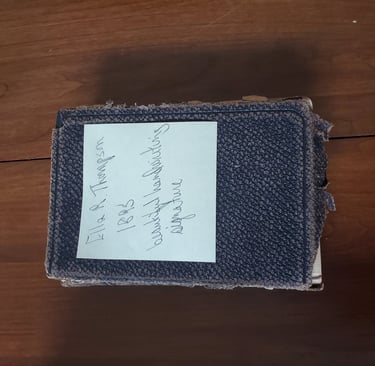 Ella R. Thompson
1883
beautiful handwriting
signature